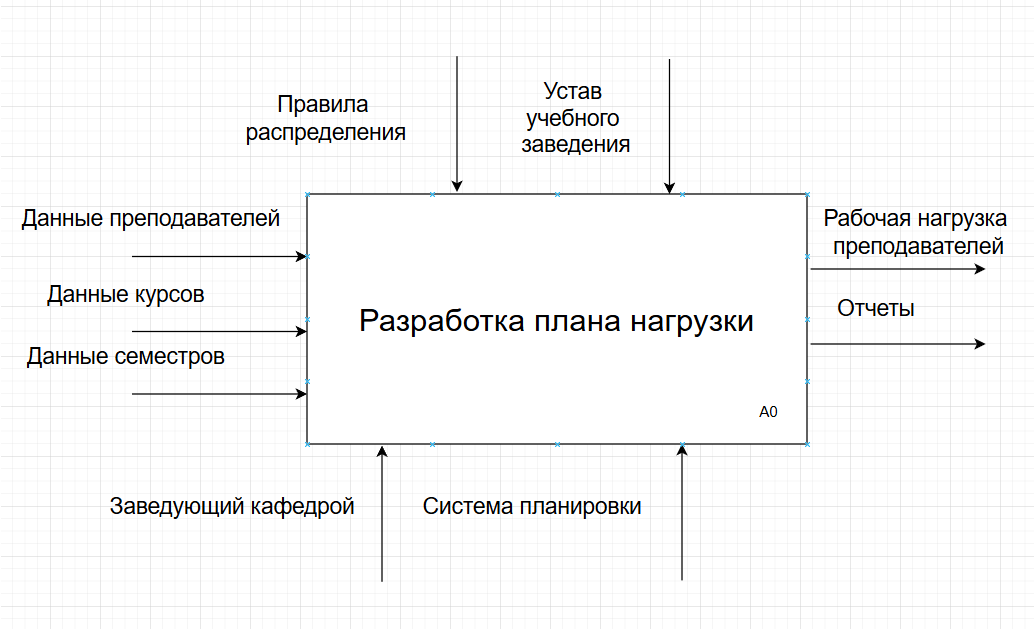 Правила
распределения
Устав
учебного
заведения
Данные преподавателей
Данные курсов
Данные семестров
Разработка плана нагрузки
A0
Рабочая нагрузка
преподавателей
Отчеты
Заведующий кафедрой
Система планировки